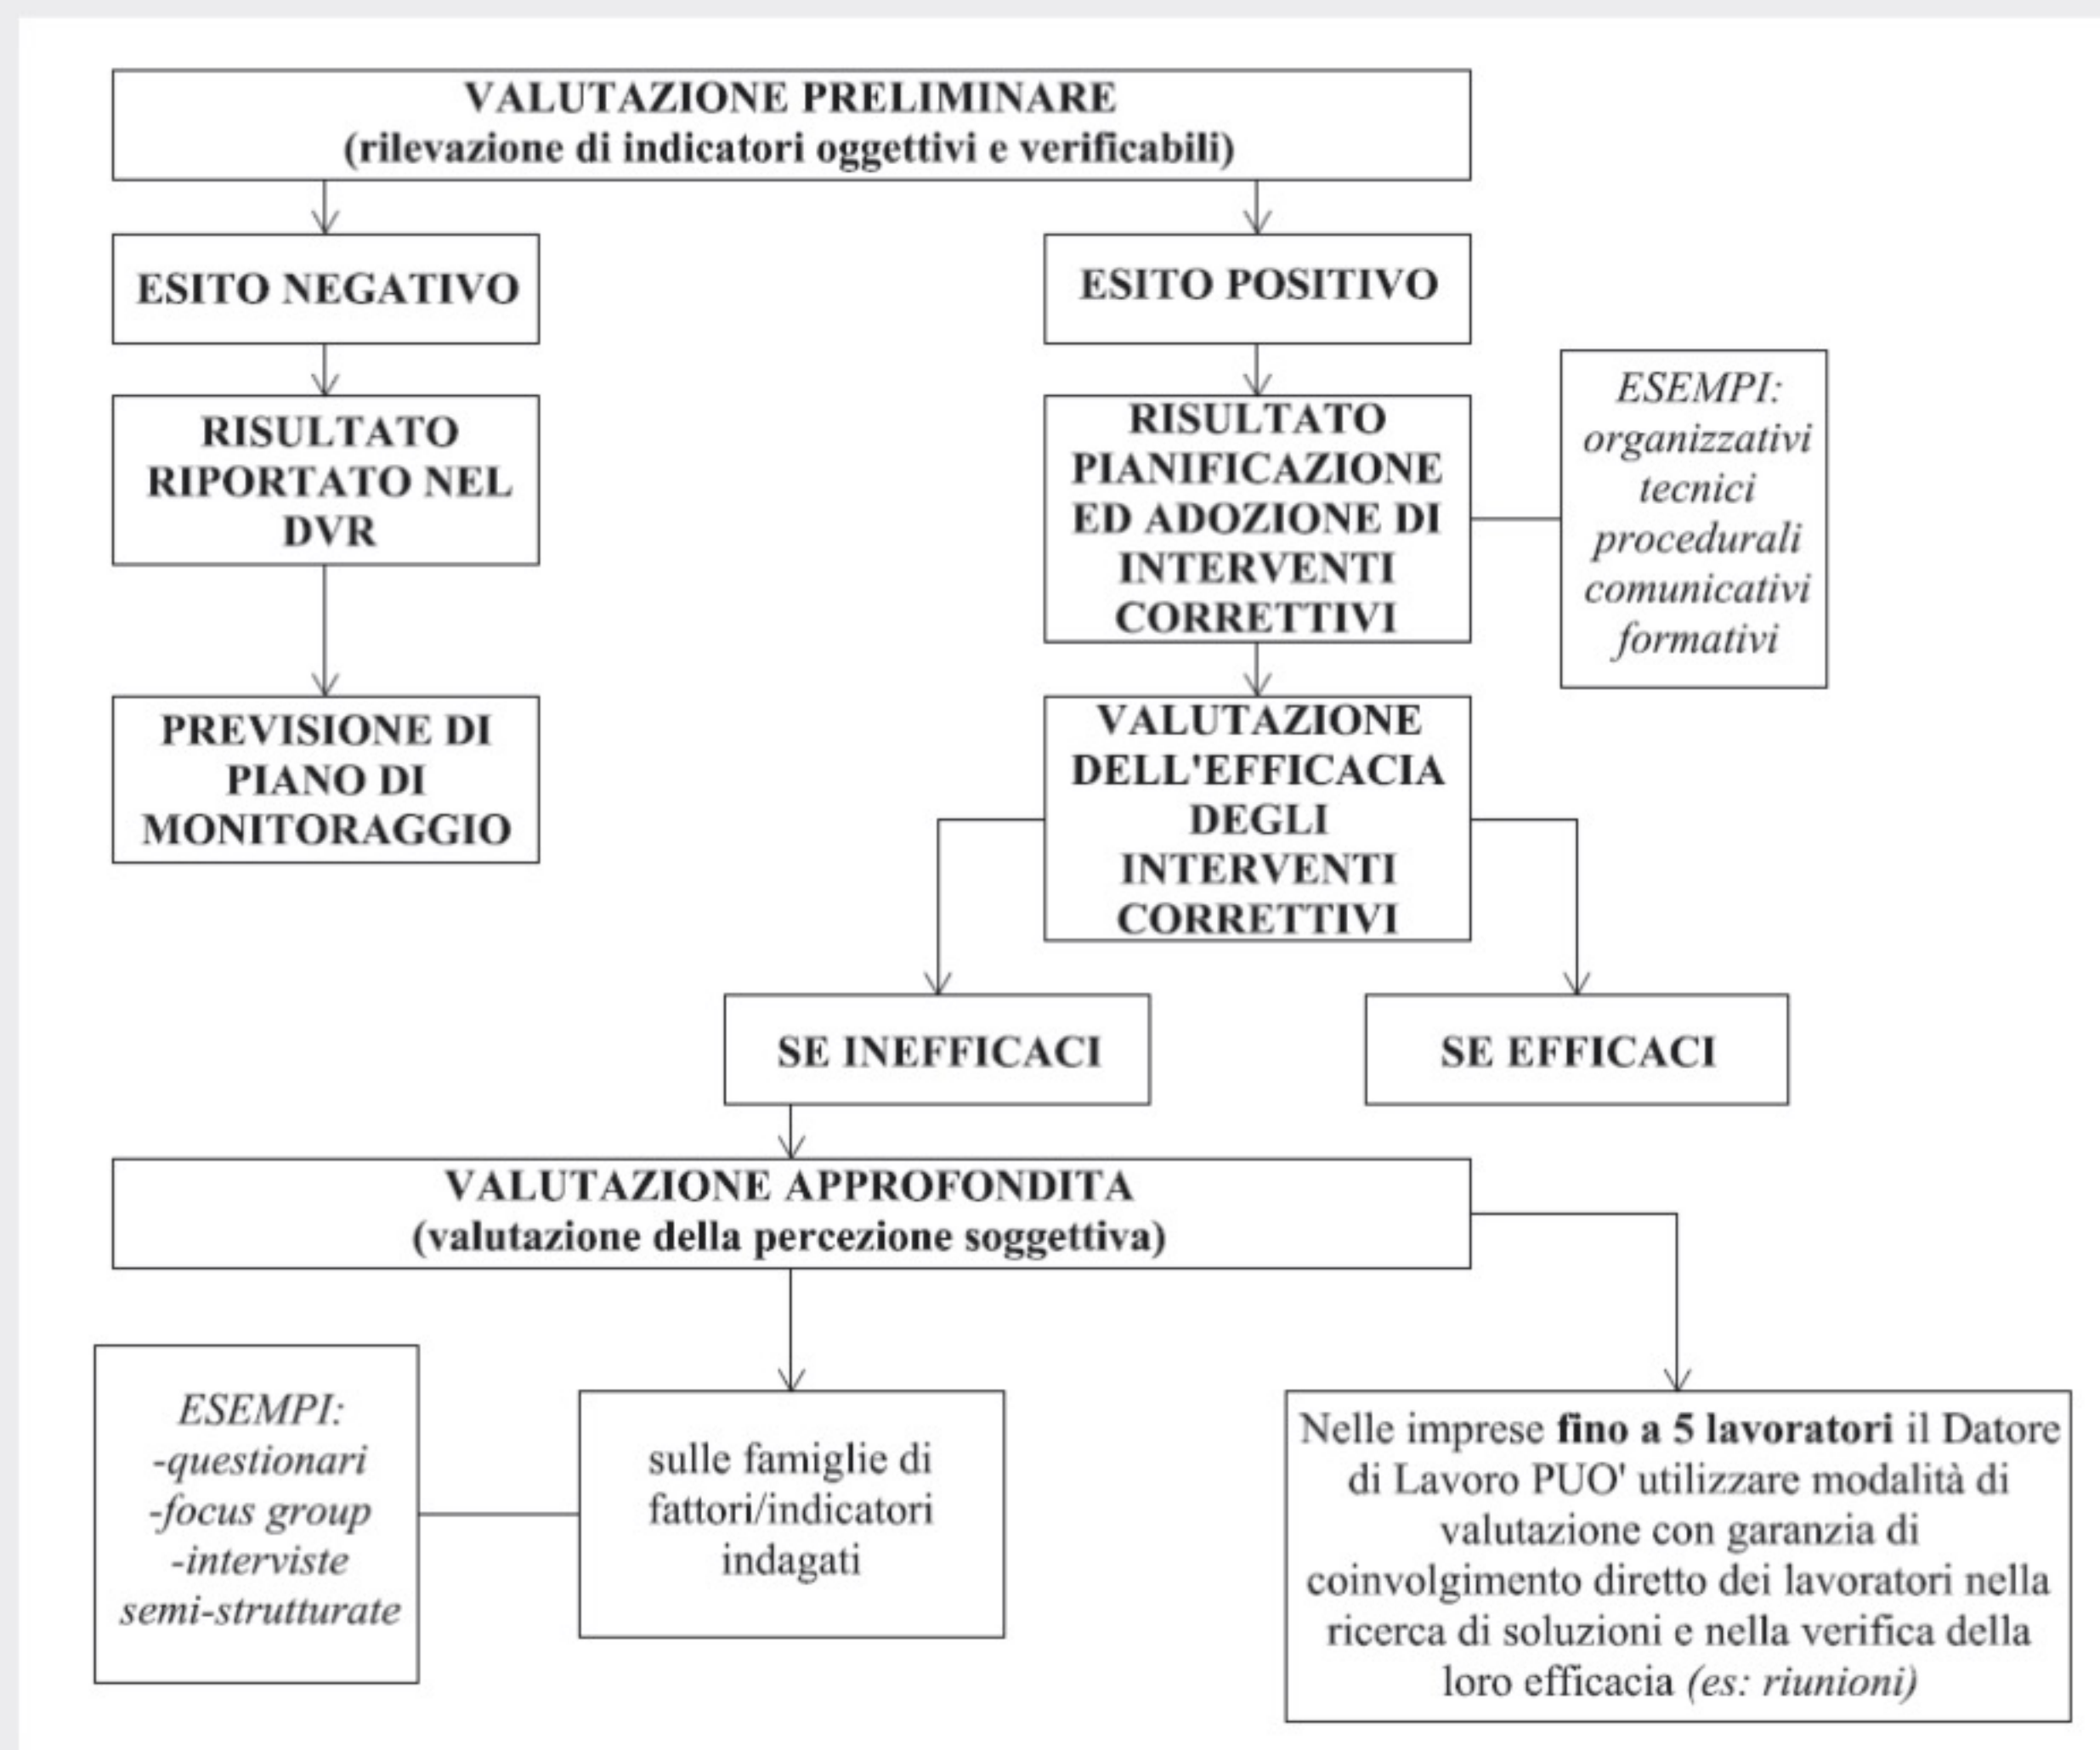 VALUTAZIONE PRELIMINARE
(rilevazione di indicatori oggettivi e verificabili)
ESITO NEGATIVO
ESITO POSITIVO
RISULTATO
RIPORTATO NEL
DVR
RISULTATO
PIANIFICAZIONE
ED ADOZIONE DI
INTERVENTI
CORRETTIVI
ESEMPI:
organizzativi
tecnici
procedurali
comunicativi
formativi
PREVISIONE DI
PIANO DI
MONITORAGGIO
VALUTAZIONE
DELL'EFFICACIA
DEGLI
INTERVENTI
CORRETTIVI
SE INEFFICACI
SE EFFICACI
VALUTAZIONE APPROFONDITA
(valutazione della percezione soggettiva)
ESEMPI:
-questionari
-focus group
-interviste
semi-strutturate
sulle famiglie di
fattori/indicatori
indagati
Nelle imprese fino a 5 lavoratori il Datore
di Lavoro PUO' utilizzare modalità di
valutazione con garanzia di
coinvolgimento diretto dei lavoratori nella
ricerca di soluzioni e nella verifica della
loro efficacia (es: riunioni)